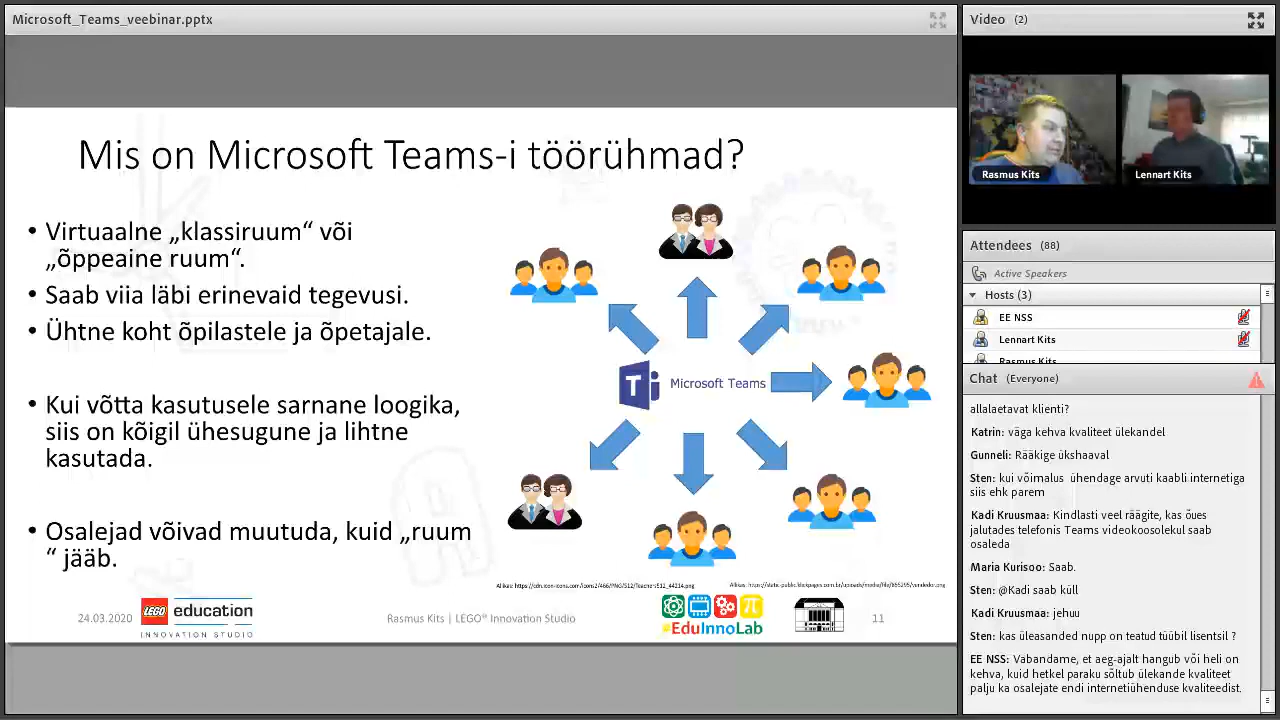 Microsoft_Teams_veebinar.pptx
Mis on Microsoft Teams-i töörühmad?
• Virtuaalne „klassiruum“ või
„õppeaine ruum“.
• Saab viia läbi erinevaid tegevusi.
• Ühtne koht õpilastele ja õpetajale.
• Kui võtta kasutusele sarnane loogika,
siis on kõigil ühesugune ja lihtne
kasutada.
• Osalejad võivad muutuda, kuid „ruum
“ jääb.
Microsoft Teams
24.03.2020
LEGO education
INNOVATION STUDIO
Rasmus Kits | LEGO® Innovation Studio
#EduInnoLab
11
Video (2)
Rasmus Kits
Lennart Kits
Attendees (88)
Active Speakers
Hosts (3)
EE NSS
Lennart Kits
Rasmus Kits
Chat (Everyone)
allalaetavat klienti?
Katrin: väga kehva kvaliteet ülekandel
Gunneli: Rääkige ükshaaval
Sten: kui võimalus ühendage arvuti kaabli internetiga
siis ehk parem
Kadi Kruusmaa: Kindlasti veel räägite, kas õues
jalutades telefonis Teams videokoosolekul saab
osaleda
Maria Kurisoo: Saab.
Sten: @Kadi saab küll
Kadi Kruusmaa: jehuu
Sten: kas üleasanded nupp on teatud tüübil lisentsil ?
EE NSS: Vabandame, et aeg-ajalt hangub või heli on
kehva, kuid hetkel paraku sõltub ülekande kvaliteet
palju ka osalejate endi internetiühenduse kvaliteedist.